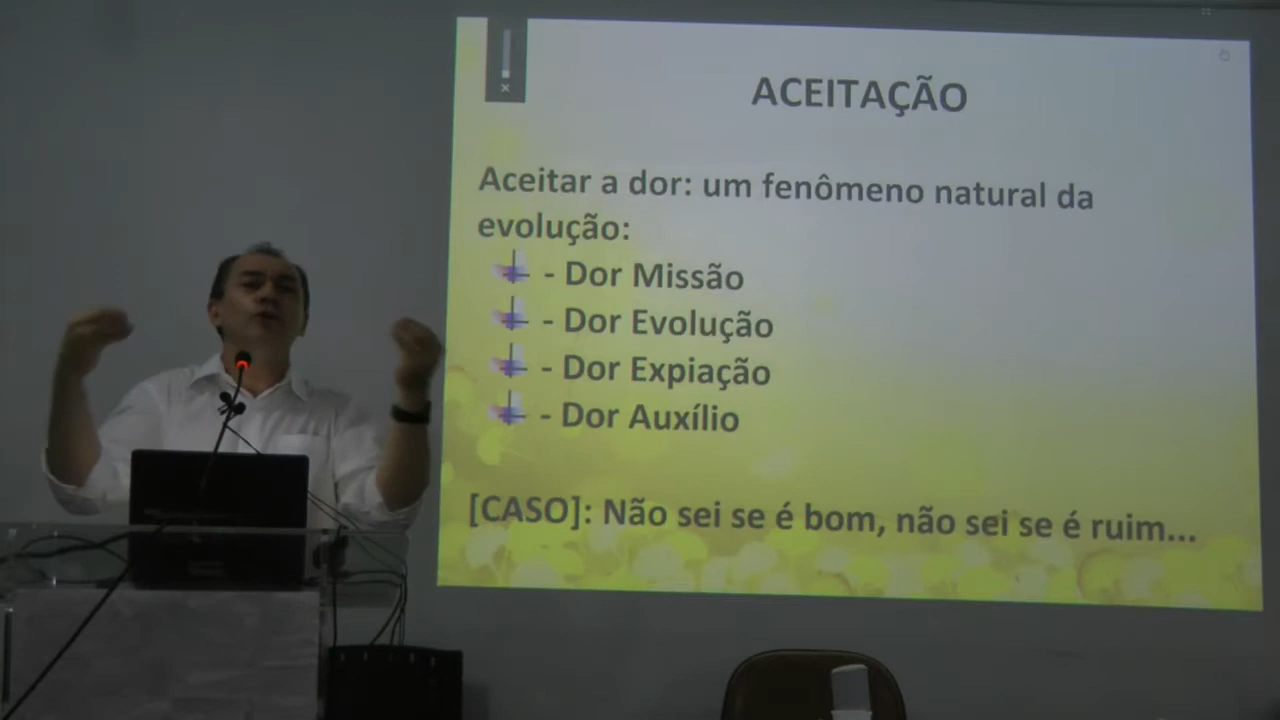 ACEITAÇÃO
Aceitar a dor: um fenômeno natural da
evolução:
- Dor Missão
- Dor Evolução
- Dor Expiação
- Dor Auxílio
[CASO]: Não sei se é bom, não sei se é ruim...